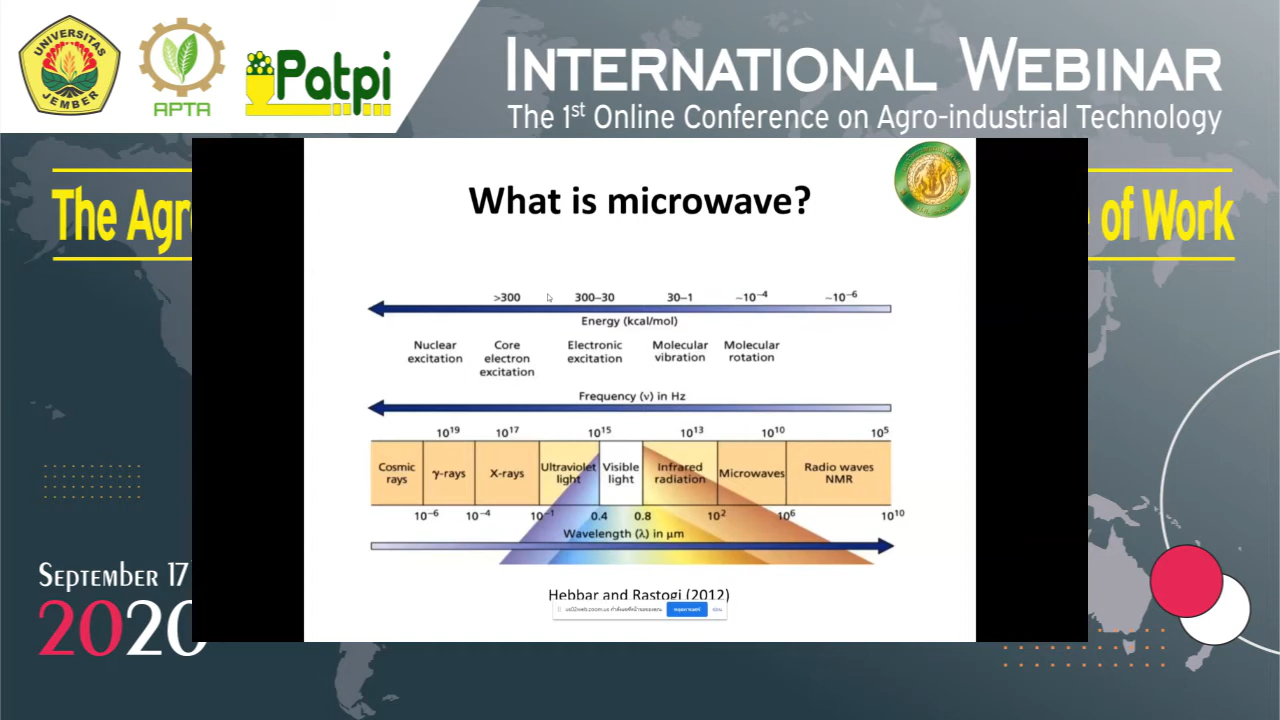 UNIVERSITAS
JEMBER
APTA
Patpi
INTERNATIONAL WEBINAR
The 1st Online Conference on Agro-industrial Technology
The Agr
of Work
What is microwave?
>300 300–30 30–1 ~10⁻⁴ ~10⁻⁶
Energy (kcal/mol)
Nuclear excitation
Core electron excitation
Electronic excitation
Molecular vibration
Molecular rotation
Frequency (ν) in Hz
10¹⁹ 10¹⁷ 10¹⁵ 10¹³ 10¹⁰ 10⁵
Cosmic rays
γ-rays
X-rays
Ultraviolet light
Visible light
Infrared radiation
Microwaves
Radio waves NMR
10⁻⁶ 10⁻⁴ 10⁻¹ 0.4 0.8 10² 10⁶ 10¹⁰
Wavelength (λ) in µm
Hebbar and Rastogi (2012)
SEPTEMBER 17
2020